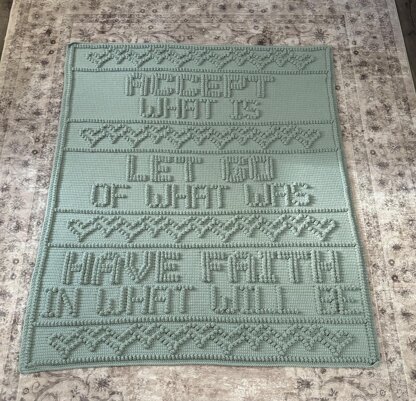 ACCEPT
WHAT IS
LET GO
OF WHAT WAS
HAVE FAITH
IN WHAT WILL BE